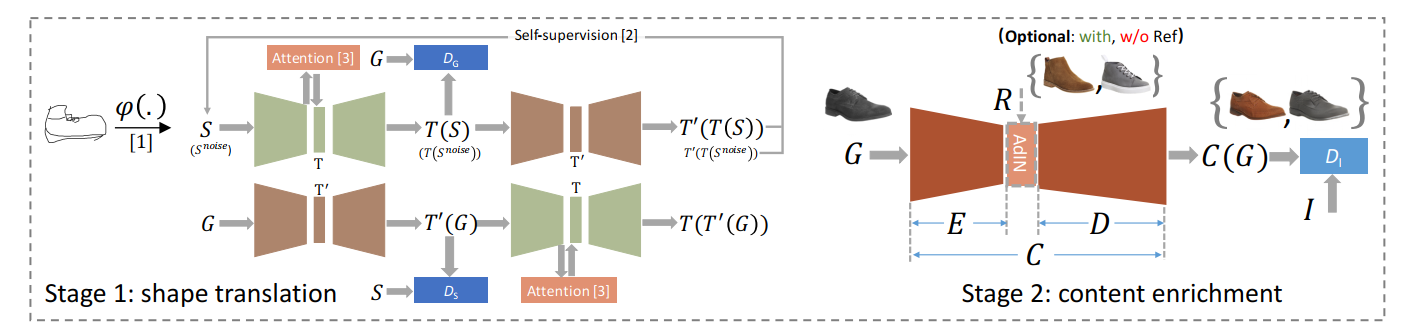 Self-supervision [2]
Attention [3]
G
D_G
φ(.)
[1]
S
(S^noise)
T
T(S)
(T(S^noise))
T′
T′(T(S))
T′(T(S^noise))
G
T′
T′(G)
T
T(T′(G))
S
D_S
Attention [3]
Stage 1: shape translation
(Optional: with, w/o Ref)
{ , }
R
G
AdIN
{ , }
C(G)
D_I
I
E
D
C
Stage 2: content enrichment